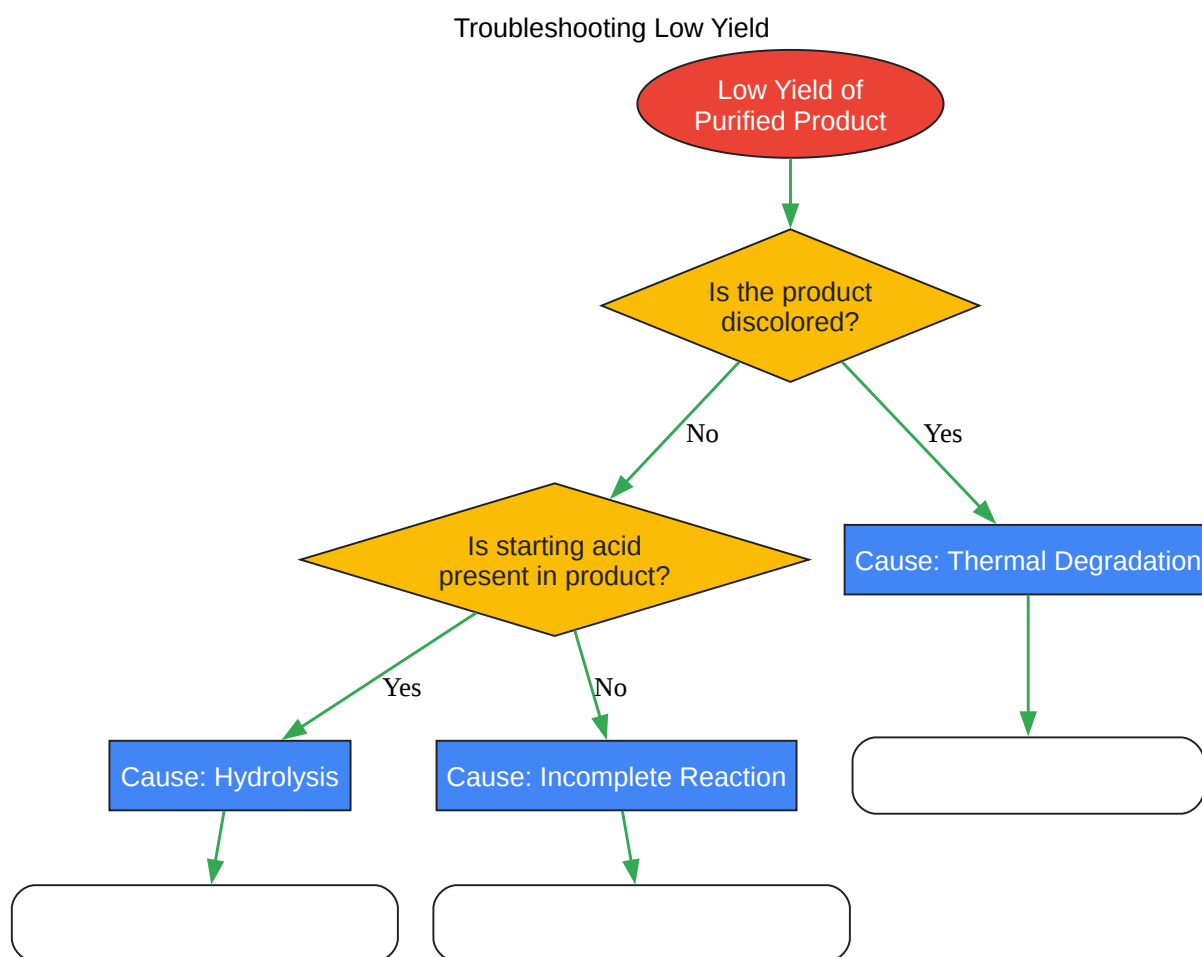 Troubleshooting Low Yield
Low Yield of
Purified Product
Is the product
discolored?
No
Yes
Is starting acid
present in product?
Cause: Thermal Degradation
Yes
No
Cause: Hydrolysis
Cause: Incomplete Reaction